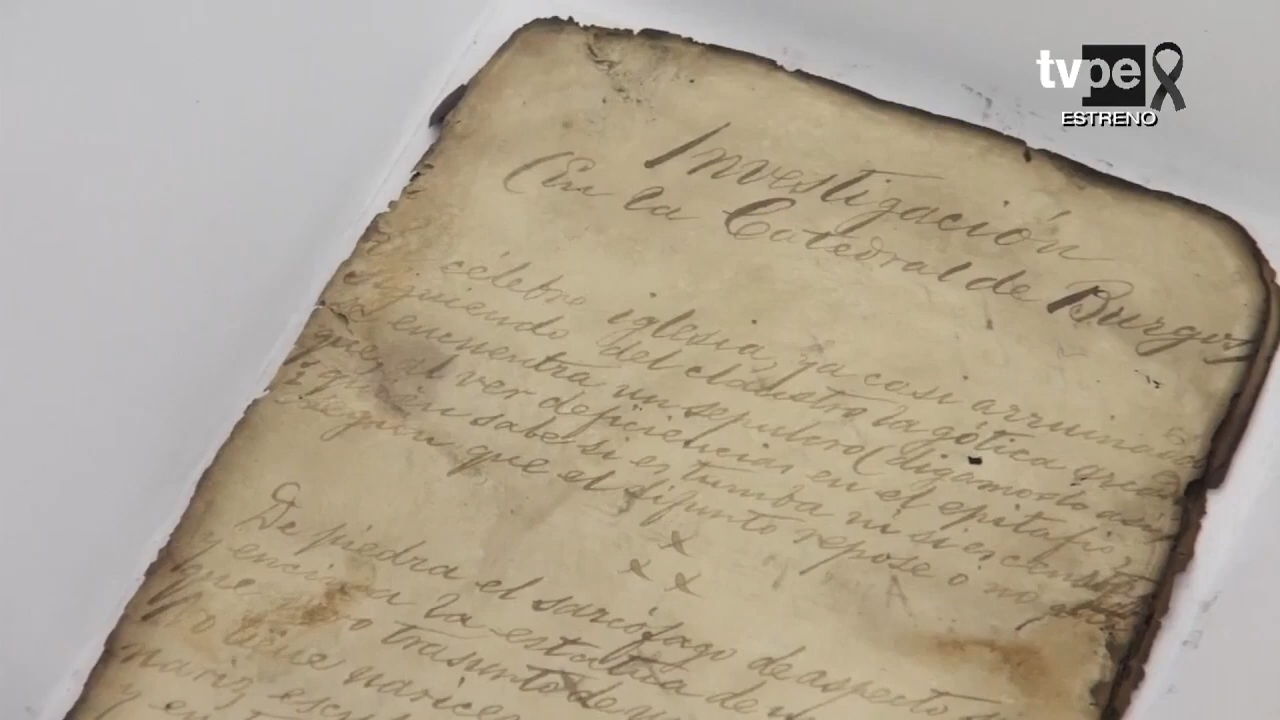 tvpe
ESTRENO
Investigación
(En la Catedral de Burgos)
célebre iglesia, ya casi arruinada
siguiendo del claustro la gótica arcada
se encuentra un sepulcro (digamoslo así,
que al ver deficiencias en el epitafio,
quien sabe si es tumba ni si es
que el difunto repose o no
x
x x
De piedra el sarcófago de aspecto
y encima la estatua de
que trasunto de
no tiene narices
nariz
y en